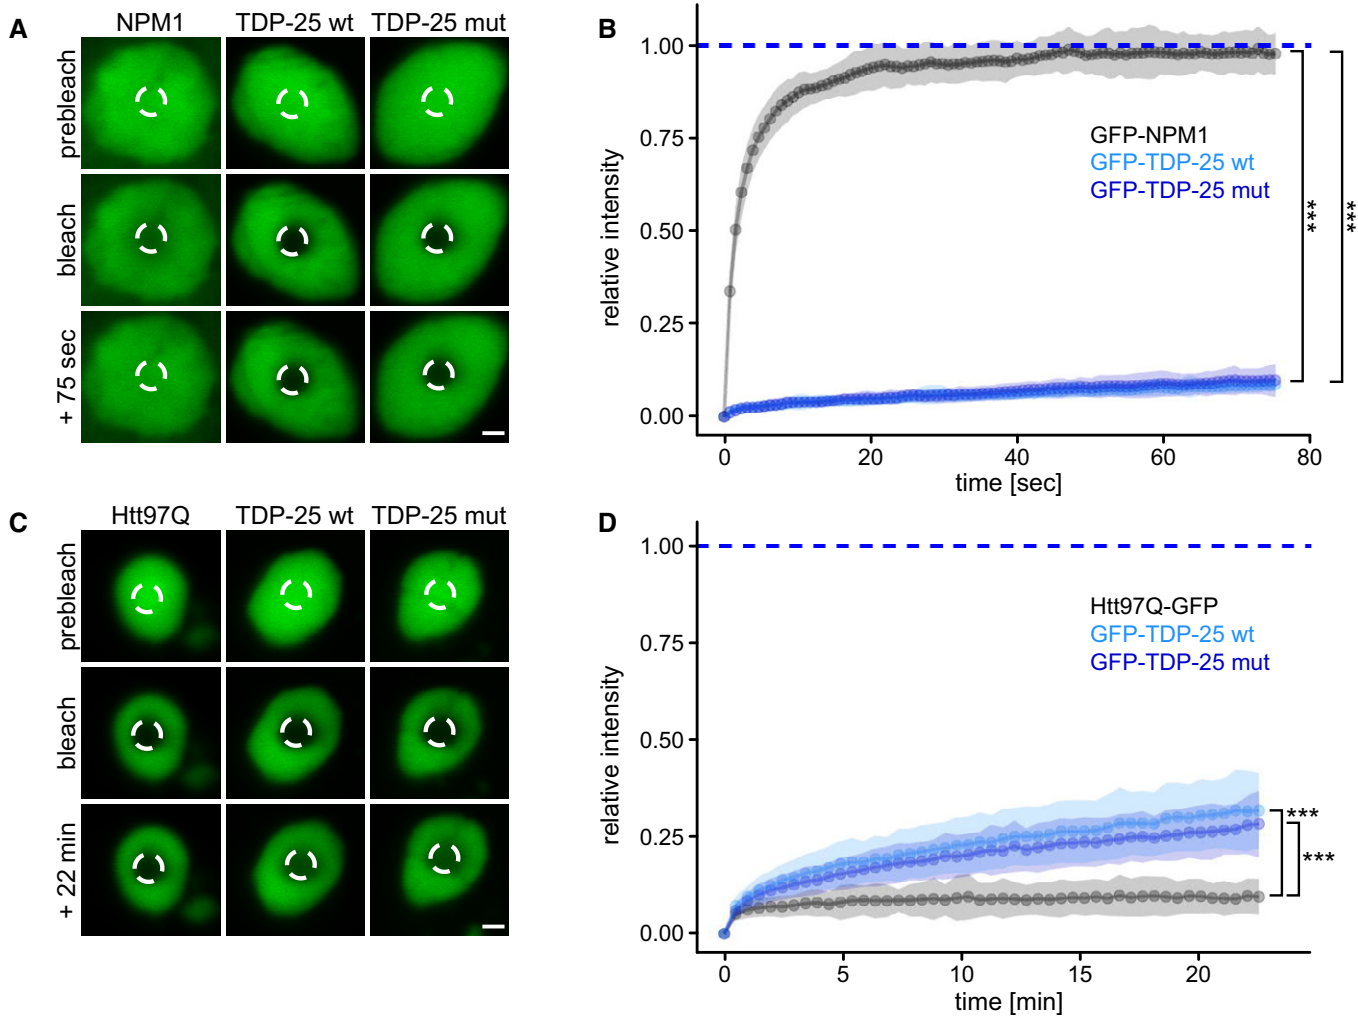 A
NPM1 TDP-25 wt TDP-25 mut
prebleach
bleach
+ 75 sec
B
relative intensity
1.00
0.75
0.50
0.25
0.00
0 20 40 60 80
time [sec]
GFP-NPM1
GFP-TDP-25 wt
GFP-TDP-25 mut
***
***
C
Htt97Q TDP-25 wt TDP-25 mut
prebleach
bleach
+ 22 min
D
relative intensity
1.00
0.75
0.50
0.25
0.00
0 5 10 15 20
time [min]
Htt97Q-GFP
GFP-TDP-25 wt
GFP-TDP-25 mut
***
***